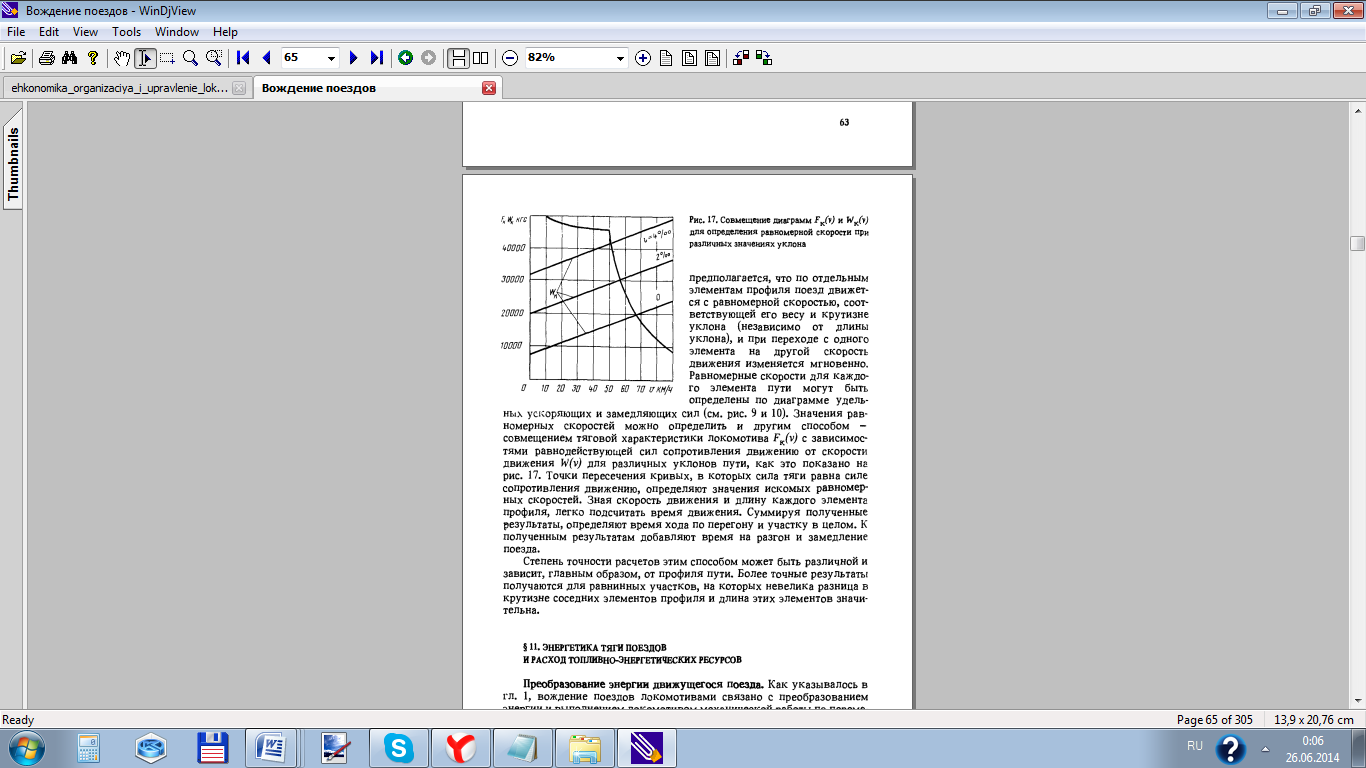 Вождение поездов - WinDjView
File Edit View Tools Window Help
65
82%
ehkonomika_organizaciya_i_upravlenie_lok...
Вождение поездов
Thumbnails
63
F, W, кгс
40000
30000
20000
10000
0 10 20 30 40 50 60 70 v км/ч
i=4‰
2‰
0
Wк
Рис. 17. Совмещение диаграмм Fк(v) и Wк(v)
для определения равномерной скорости при
различных значениях уклона
предполагается, что по отдельным
элементам профиля поезд движет-
ся с равномерной скоростью, соот-
ветствующей его весу и крутизне
уклона (независимо от длины
уклона), и при переходе с одного
элемента на другой скорость
движения изменяется мгновенно.
Равномерные скорости для каждо-
го элемента пути могут быть
определены по диаграмме удель-
ных ускоряющих и замедляющих сил (см. рис. 9 и 10). Значения рав-
номерных скоростей можно определить и другим способом –
совмещением тяговой характеристики локомотива Fк(v) с зависимос-
тями равнодействующей сил сопротивления движению от скорости
движения W(v) для различных уклонов пути, как это показано на
рис. 17. Точки пересечения кривых, в которых сила тяги равна силе
сопротивления движению, определяют значения искомых равномер-
ных скоростей. Зная скорость движения и длину каждого элемента
профиля, легко подсчитать время движения. Суммируя полученные
результаты, определяют время хода по перегону и участку в целом. К
полученным результатам добавляют время на разгон и замедление
поезда.
Степень точности расчетов этим способом может быть различной и
зависит, главным образом, от профиля пути. Более точные результаты
получаются для равнинных участков, на которых невелика разница в
крутизне соседних элементов профиля и длина этих элементов значи-
тельна.
§ 11. ЭНЕРГЕТИКА ТЯГИ ПОЕЗДОВ
И РАСХОД ТОПЛИВНО-ЭНЕРГЕТИЧЕСКИХ РЕСУРСОВ
Преобразование энергии движущегося поезда. Как указывалось в
гл. 1, вождение поездов локомотивами связано с преобразованием
энергии и выполнением локомотивом механической работы по
Ready
Page 65 of 305
13,9 x 20,76 cm
RU
0:06
26.06.2014